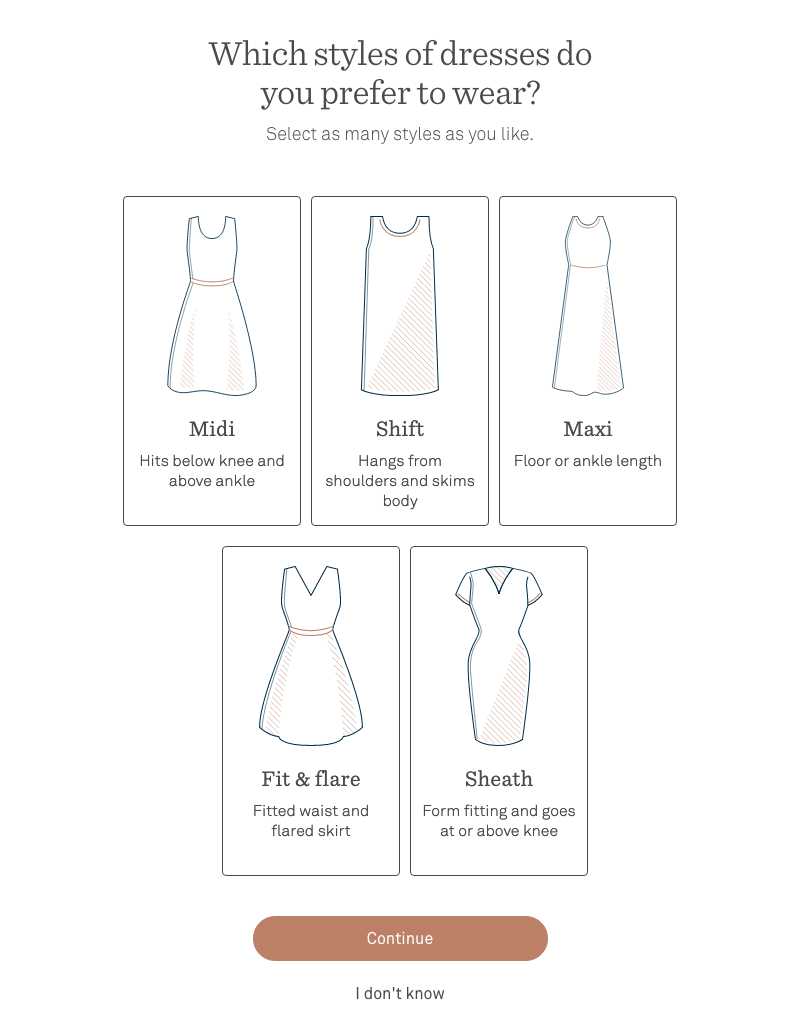 Which styles of dresses do
you prefer to wear?
Select as many styles as you like.
Midi
Hits below knee and
above ankle
Shift
Hangs from
shoulders and skims
body
Maxi
Floor or ankle length
Fit & flare
Fitted waist and
flared skirt
Sheath
Form fitting and goes
at or above knee
Continue
I don't know